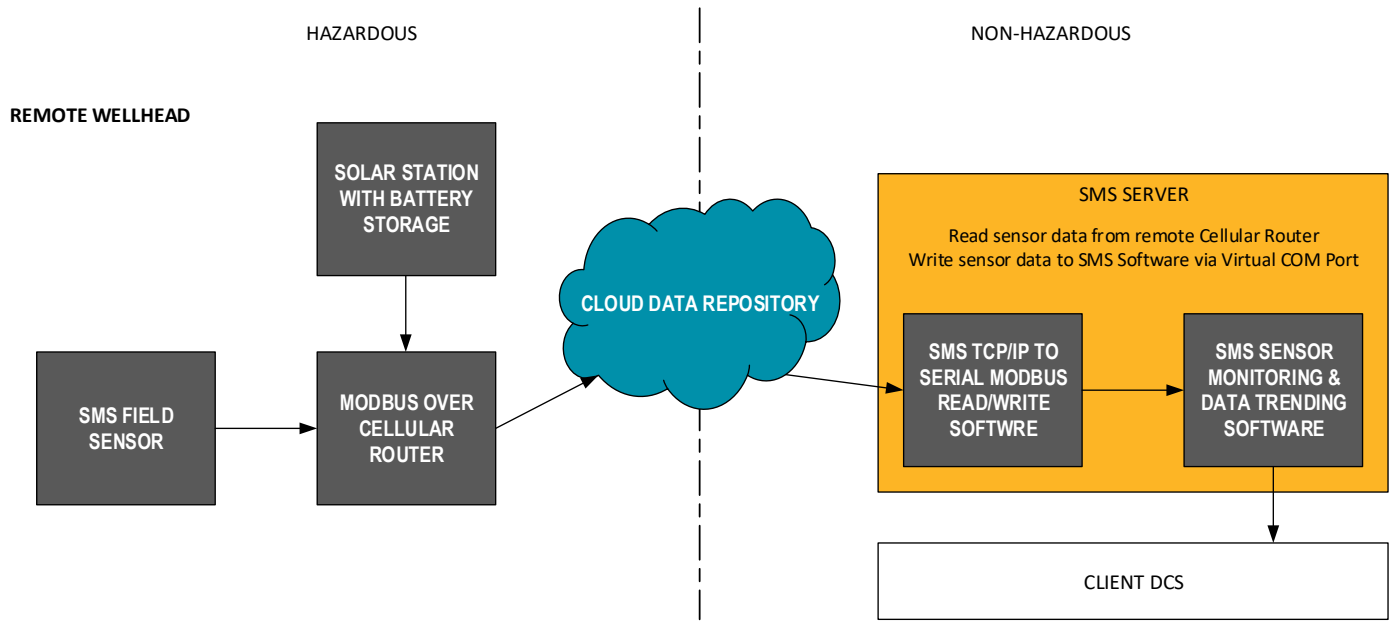 HAZARDOUS
NON-HAZARDOUS
REMOTE WELLHEAD
SOLAR STATION
WITH BATTERY
STORAGE
SMS FIELD
SENSOR
MODBUS OVER
CELLULAR
ROUTER
CLOUD DATA REPOSITORY
SMS SERVER
Read sensor data from remote Cellular Router
Write sensor data to SMS Software via Virtual COM Port
SMS TCP/IP TO
SERIAL MODBUS
READ/WRITE
SOFTWRE
SMS SENSOR
MONITORING &
DATA TRENDING
SOFTWARE
CLIENT DCS